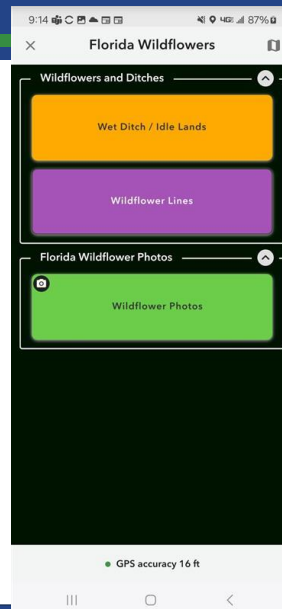 9:14
4G 87%
Florida Wildflowers
Wildflowers and Ditches
Wet Ditch / Idle Lands
Wildflower Lines
Florida Wildflower Photos
Wildflower Photos
GPS accuracy 16 ft